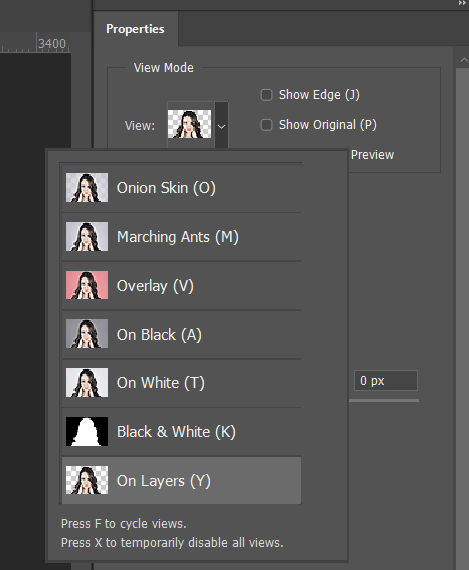 Properties
3400
View Mode
View:
Show Edge (J)
Show Original (P)
Preview
Onion Skin (O)
Marching Ants (M)
Overlay (V)
On Black (A)
On White (T)
0 px
Black & White (K)
On Layers (Y)
Press F to cycle views.
Press X to temporarily disable all views.